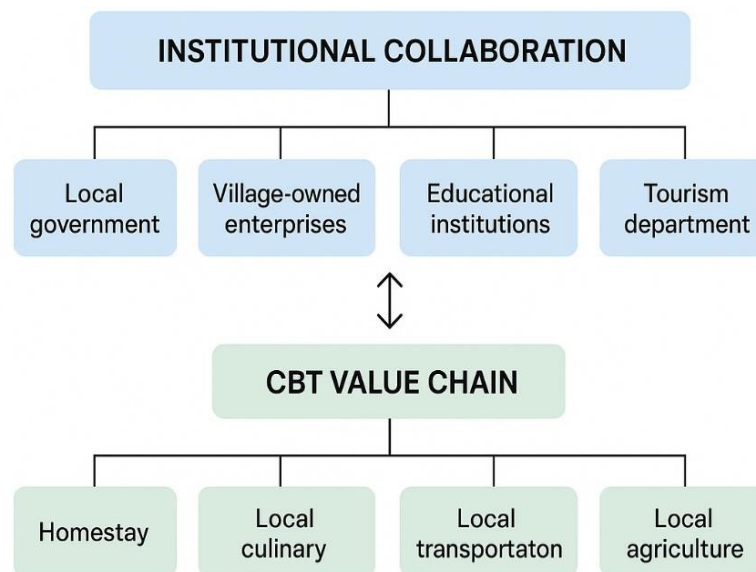 INSTITUTIONAL COLLABORATION
Local
government
Village-owned
enterprises
Educational
institutions
Tourism
department
CBT VALUE CHAIN
Homestay
Local
culinary
Local
transportaton
Local
agriculture